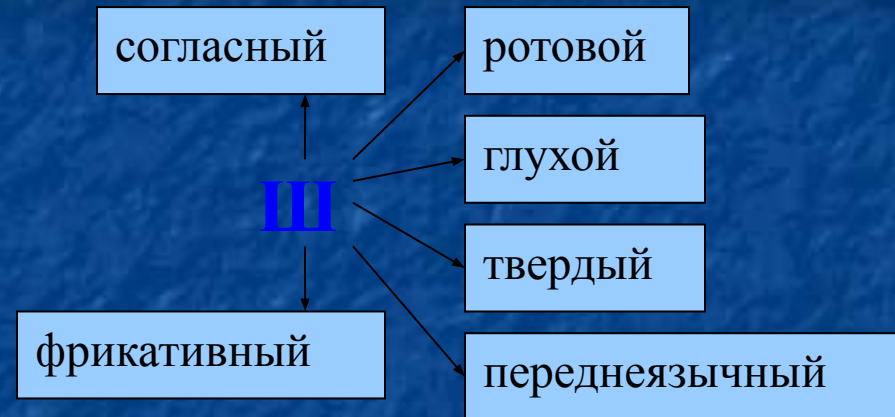 согласный
ротовой
глухой
Ш
твердый
фрикативный
переднеязычный